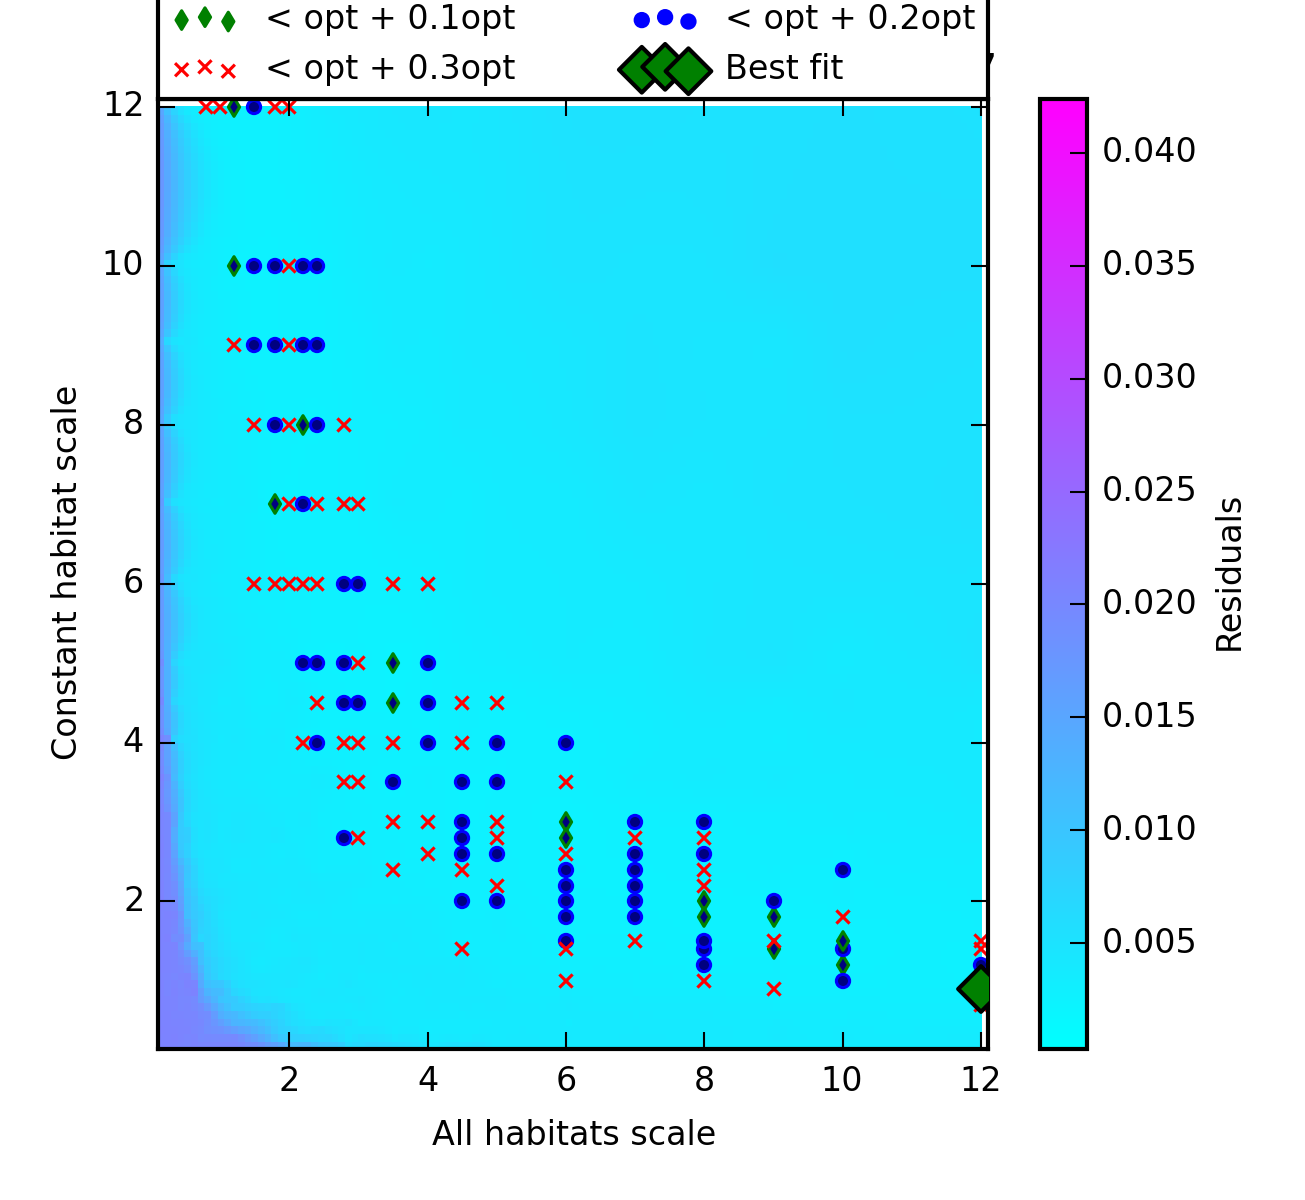 < opt + 0.1opt
< opt + 0.2opt
< opt + 0.3opt
Best fit
12
10
8
6
4
2
Constant habitat scale
2
4
6
8
10
12
All habitats scale
0.040
0.035
0.030
0.025
0.020
0.015
0.010
0.005
Residuals